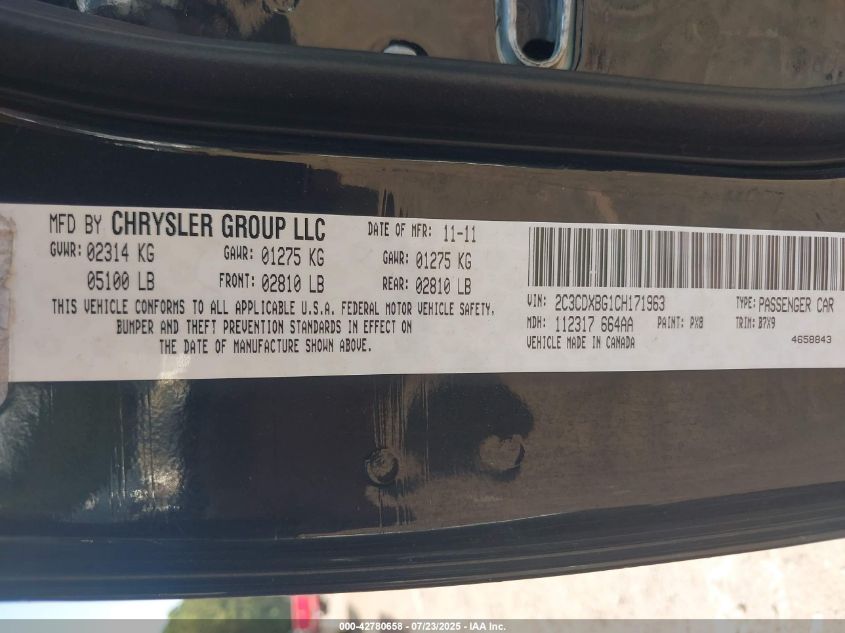 MFD BY CHRYSLER GROUP LLC
DATE OF MFR: 11-11
GVWR: 02314 KG GAWR: 01275 KG GAWR: 01275 KG
05100 LB FRONT: 02810 LB REAR: 02810 LB
THIS VEHICLE CONFORMS TO ALL APPLICABLE U.S.A. FEDERAL MOTOR VEHICLE SAFETY,
BUMPER AND THEFT PREVENTION STANDARDS IN EFFECT ON
THE DATE OF MANUFACTURE SHOWN ABOVE.
VIN: 2C3CDXBG1CH171963 TYPE: PASSENGER CAR
MDH: 112317 664AA PAINT: PX8 TRIM: B7X9
VEHICLE MADE IN CANADA 4658843
000-42780658 - 07/23/2025 - IAA Inc.